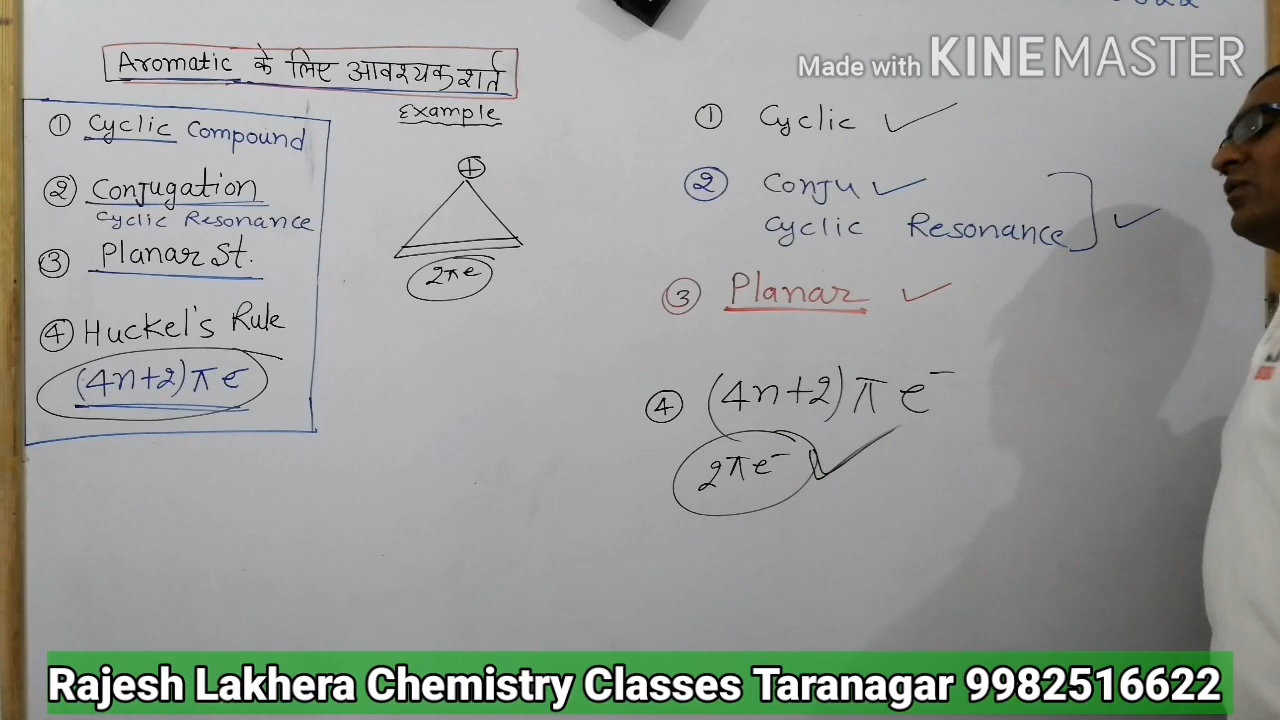 Made with KINEMASTER
Aromatic के लिए आवश्यक शर्त
Example
① Cyclic Compound
② Conjugation
Cyclic Resonance
③ Planar St.
④ Huckel's Rule
(4n+2)π e
⊕
2πe
① Cyclic ✓
② Conju ✓
Cyclic Resonance ✓
③ Planar ✓
④ (4n+2) π e⁻
2πe⁻ ✓
Rajesh Lakhera Chemistry Classes Taranagar 9982516622